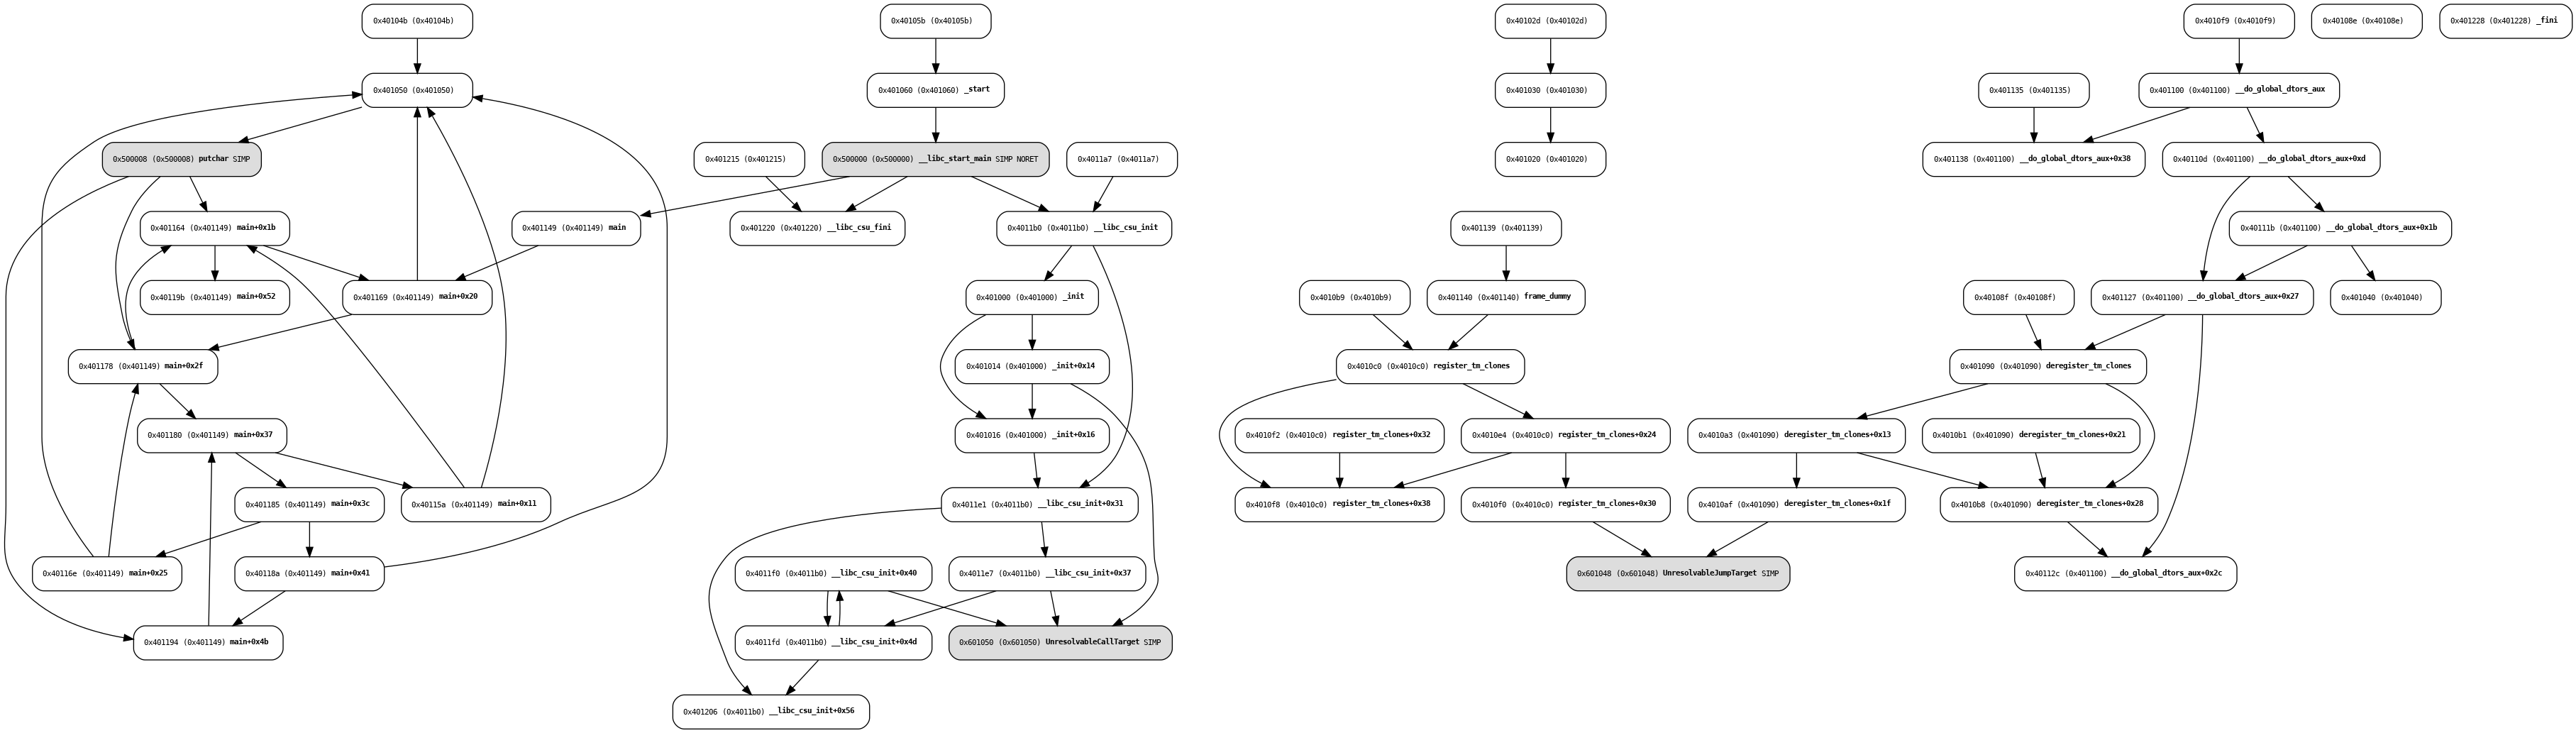 0x40104b (0x40104b)
0x40105b (0x40105b)
0x40102d (0x40102d)
0x4010f9 (0x4010f9)
0x40108e (0x40108e)
0x401228 (0x401228) _fini
0x401050 (0x401050)
0x401060 (0x401060) _start
0x401030 (0x401030)
0x401135 (0x401135)
0x401100 (0x401100) __do_global_dtors_aux
0x500008 (0x500008) putchar SIMP
0x401215 (0x401215)
0x500000 (0x500000) __libc_start_main SIMP NORET
0x4011a7 (0x4011a7)
0x401020 (0x401020)
0x401138 (0x401100) __do_global_dtors_aux+0x38
0x40110d (0x401100) __do_global_dtors_aux+0xd
0x401164 (0x401149) main+0x1b
0x401149 (0x401149) main
0x401220 (0x401220) __libc_csu_fini
0x4011b0 (0x4011b0) __libc_csu_init
0x401139 (0x401139)
0x40111b (0x401100) __do_global_dtors_aux+0x1b
0x40119b (0x401149) main+0x52
0x401169 (0x401149) main+0x20
0x401000 (0x401000) _init
0x4010b9 (0x4010b9)
0x401140 (0x401140) frame_dummy
0x40108f (0x40108f)
0x401127 (0x401100) __do_global_dtors_aux+0x27
0x401040 (0x401040)
0x401178 (0x401149) main+0x2f
0x401014 (0x401000) _init+0x14
0x4010c0 (0x4010c0) register_tm_clones
0x401090 (0x401090) deregister_tm_clones
0x401180 (0x401149) main+0x37
0x401016 (0x401000) _init+0x16
0x4010f2 (0x4010c0) register_tm_clones+0x32
0x4010e4 (0x4010c0) register_tm_clones+0x24
0x4010a3 (0x401090) deregister_tm_clones+0x13
0x4010b1 (0x401090) deregister_tm_clones+0x21
0x401185 (0x401149) main+0x3c
0x40115a (0x401149) main+0x11
0x4011e1 (0x4011b0) __libc_csu_init+0x31
0x4010f8 (0x4010c0) register_tm_clones+0x38
0x4010f0 (0x4010c0) register_tm_clones+0x30
0x4010af (0x401090) deregister_tm_clones+0x1f
0x4010b8 (0x401090) deregister_tm_clones+0x28
0x40116e (0x401149) main+0x25
0x40118a (0x401149) main+0x41
0x4011f0 (0x4011b0) __libc_csu_init+0x40
0x4011e7 (0x4011b0) __libc_csu_init+0x37
0x601048 (0x601048) UnresolvableJumpTarget SIMP
0x40112c (0x401100) __do_global_dtors_aux+0x2c
0x401194 (0x401149) main+0x4b
0x4011fd (0x4011b0) __libc_csu_init+0x4d
0x601050 (0x601050) UnresolvableCallTarget SIMP
0x401206 (0x4011b0) __libc_csu_init+0x56